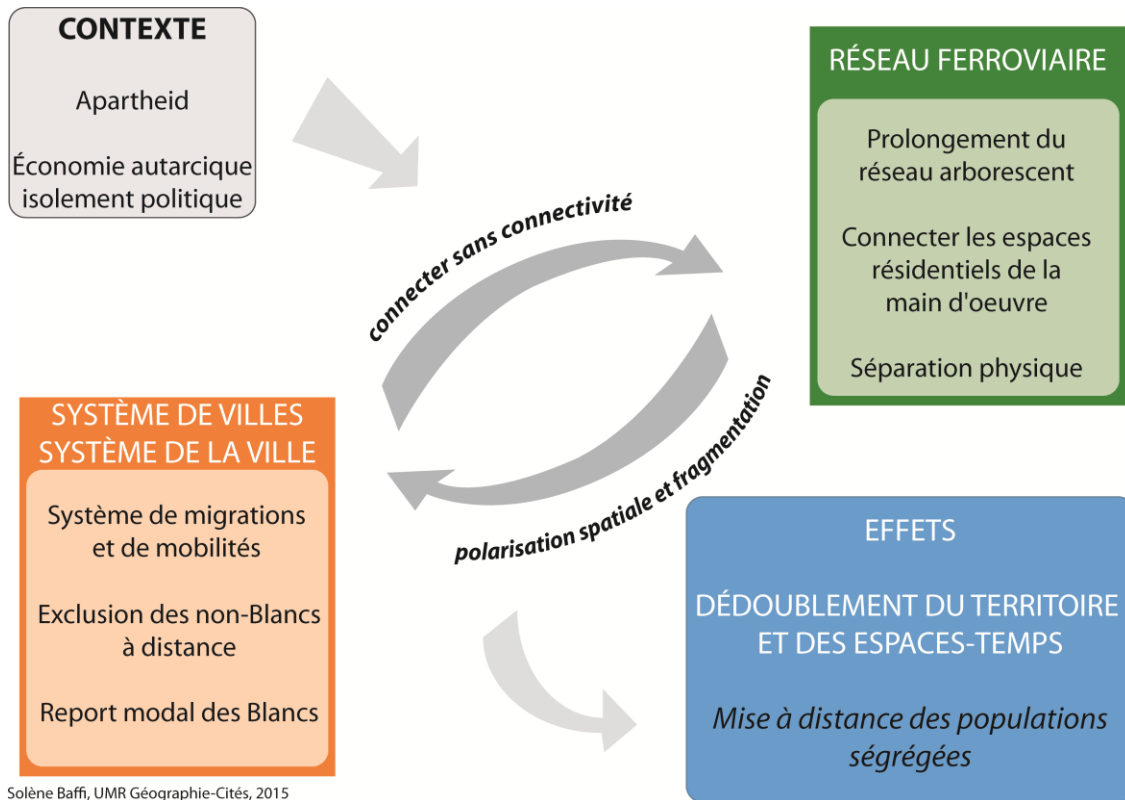 CONTEXTE
Apartheid
Économie autarcique
isolement politique
RÉSEAU FERROVIAIRE
Prolongement du
réseau arborescent
Connecter les espaces
résidentiels de la
main d'oeuvre
Séparation physique
connecter sans connectivité
polarisation spatiale et fragmentation
SYSTÈME DE VILLES
SYSTÈME DE LA VILLE
Système de migrations
et de mobilités
Exclusion des non-Blancs
à distance
Report modal des Blancs
EFFETS
DÉDOUBLEMENT DU TERRITOIRE
ET DES ESPACES-TEMPS
Mise à distance des populations
ségrégées
Solène Baffi, UMR Géographie-Cités, 2015